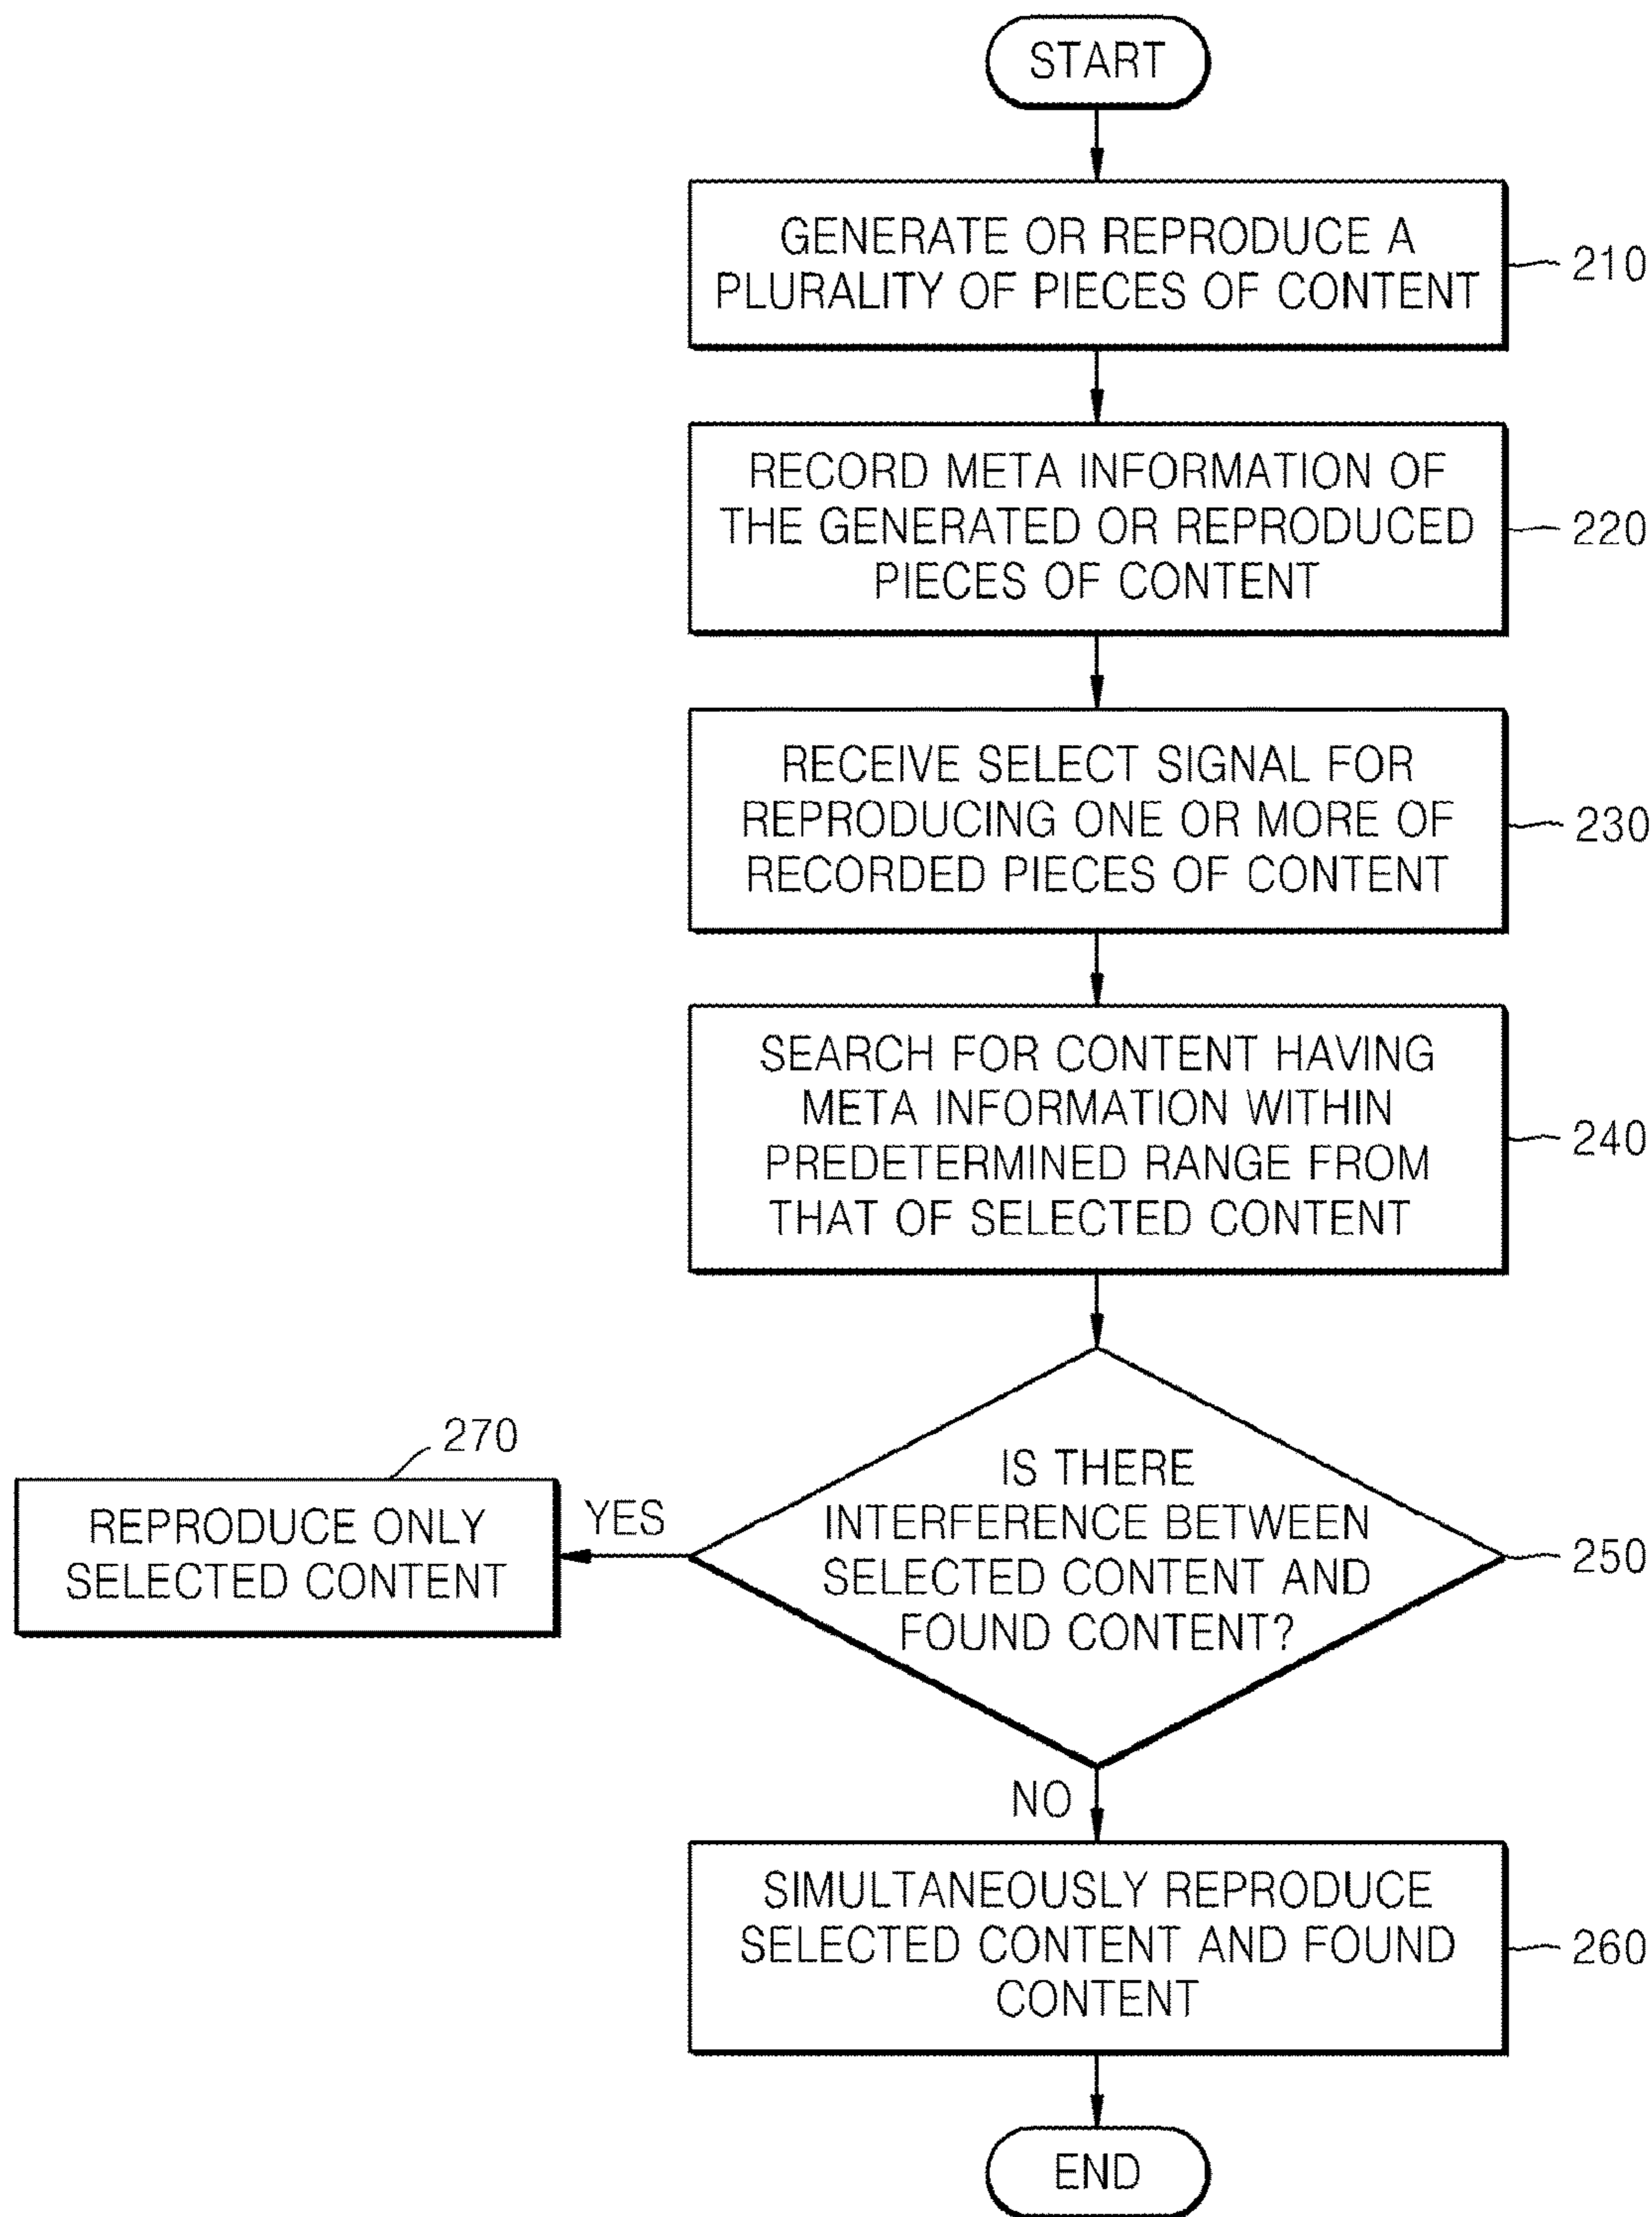 START
GENERATE OR REPRODUCE A
PLURALITY OF PIECES OF CONTENT
210
RECORD META INFORMATION OF
THE GENERATED OR REPRODUCED
PIECES OF CONTENT
220
RECEIVE SELECT SIGNAL FOR
REPRODUCING ONE OR MORE OF
RECORDED PIECES OF CONTENT
230
SEARCH FOR CONTENT HAVING
META INFORMATION WITHIN
PREDETERMINED RANGE FROM
THAT OF SELECTED CONTENT
240
IS THERE
INTERFERENCE BETWEEN
SELECTED CONTENT AND
FOUND CONTENT?
250
YES
270
REPRODUCE ONLY
SELECTED CONTENT
NO
SIMULTANEOUSLY REPRODUCE
SELECTED CONTENT AND FOUND
CONTENT
260
END